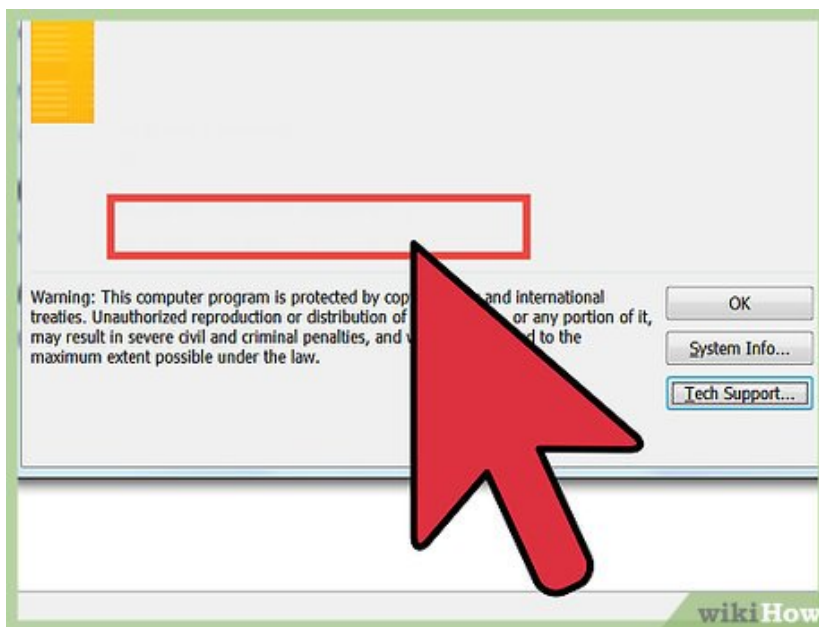 Warning: This computer program is protected by cop and international
treaties. Unauthorized reproduction or distribution of or any portion of it,
may result in severe civil and criminal penalties, and d to the
maximum extent possible under the law.
OK
System Info...
Tech Support...
wikiHow